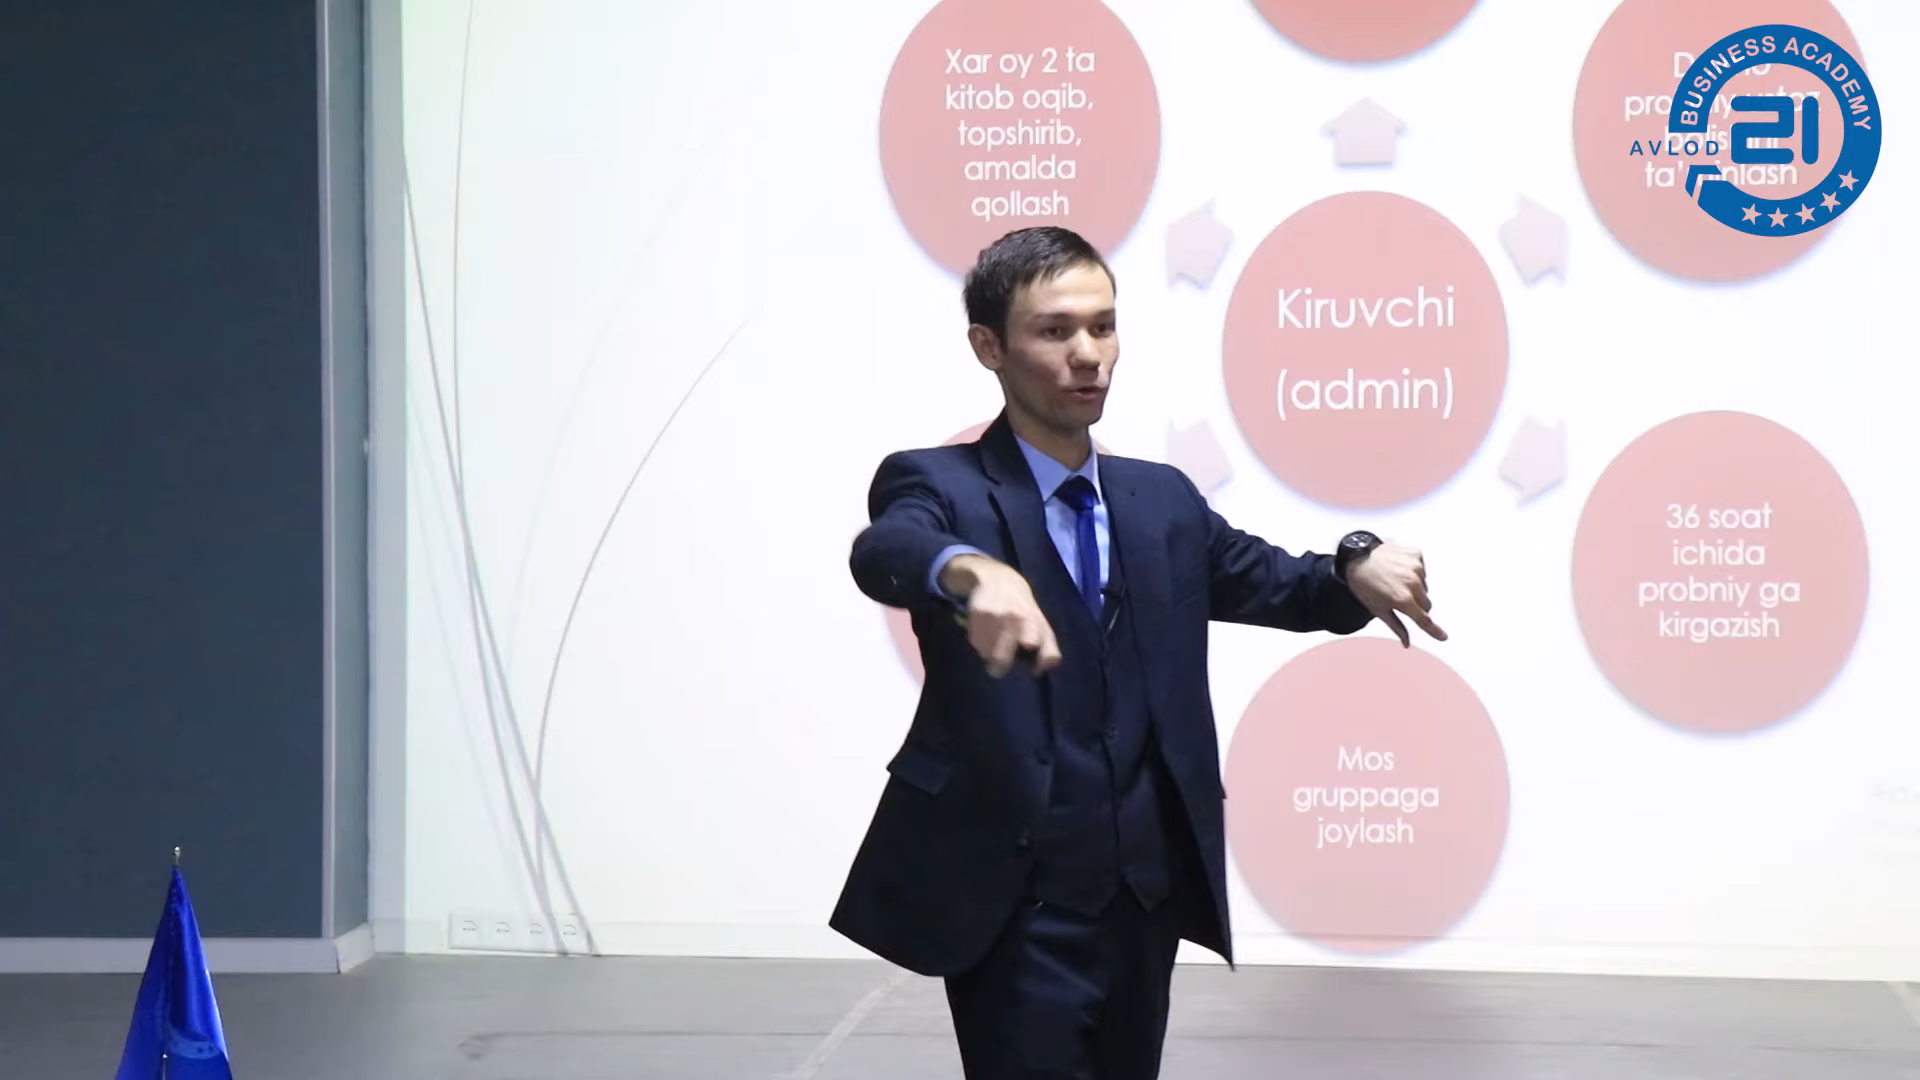 Xar oy 2 ta
kitob oqib,
topshirib,
amalda
qollash
BUSINESS ACADEMY
AVLOD 21
Kiruvchi
(admin)
36 soat
ichida
probniy ga
kirgazish
Mos
gruppaga
joylash